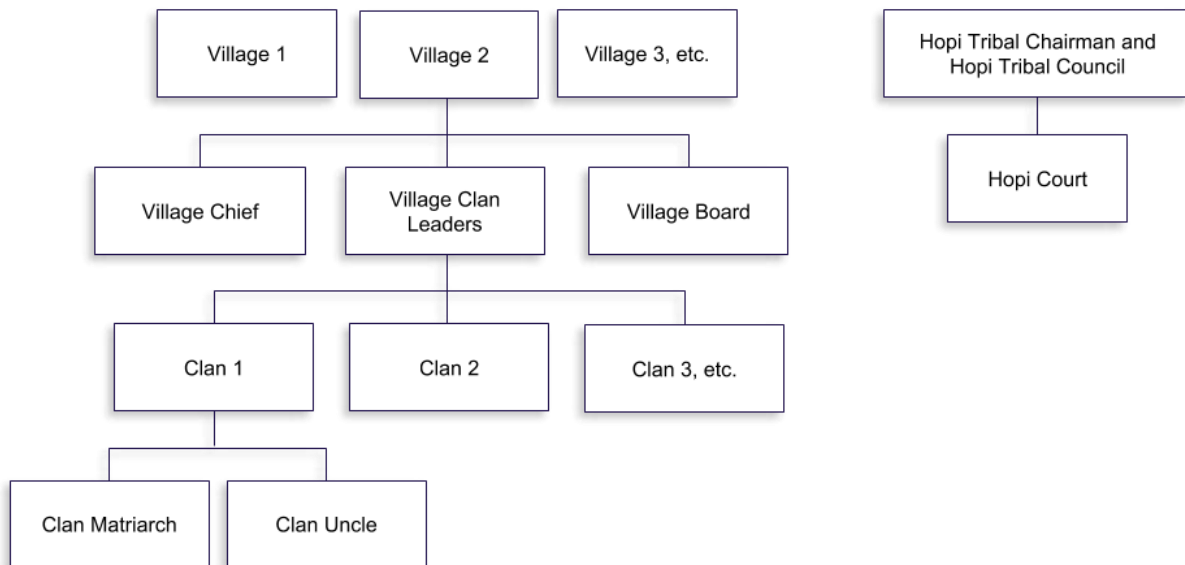 Village 1
Village 2
Village 3, etc.
Hopi Tribal Chairman and
Hopi Tribal Council
Hopi Court
Village Chief
Village Clan
Leaders
Village Board
Clan 1
Clan 2
Clan 3, etc.
Clan Matriarch
Clan Uncle